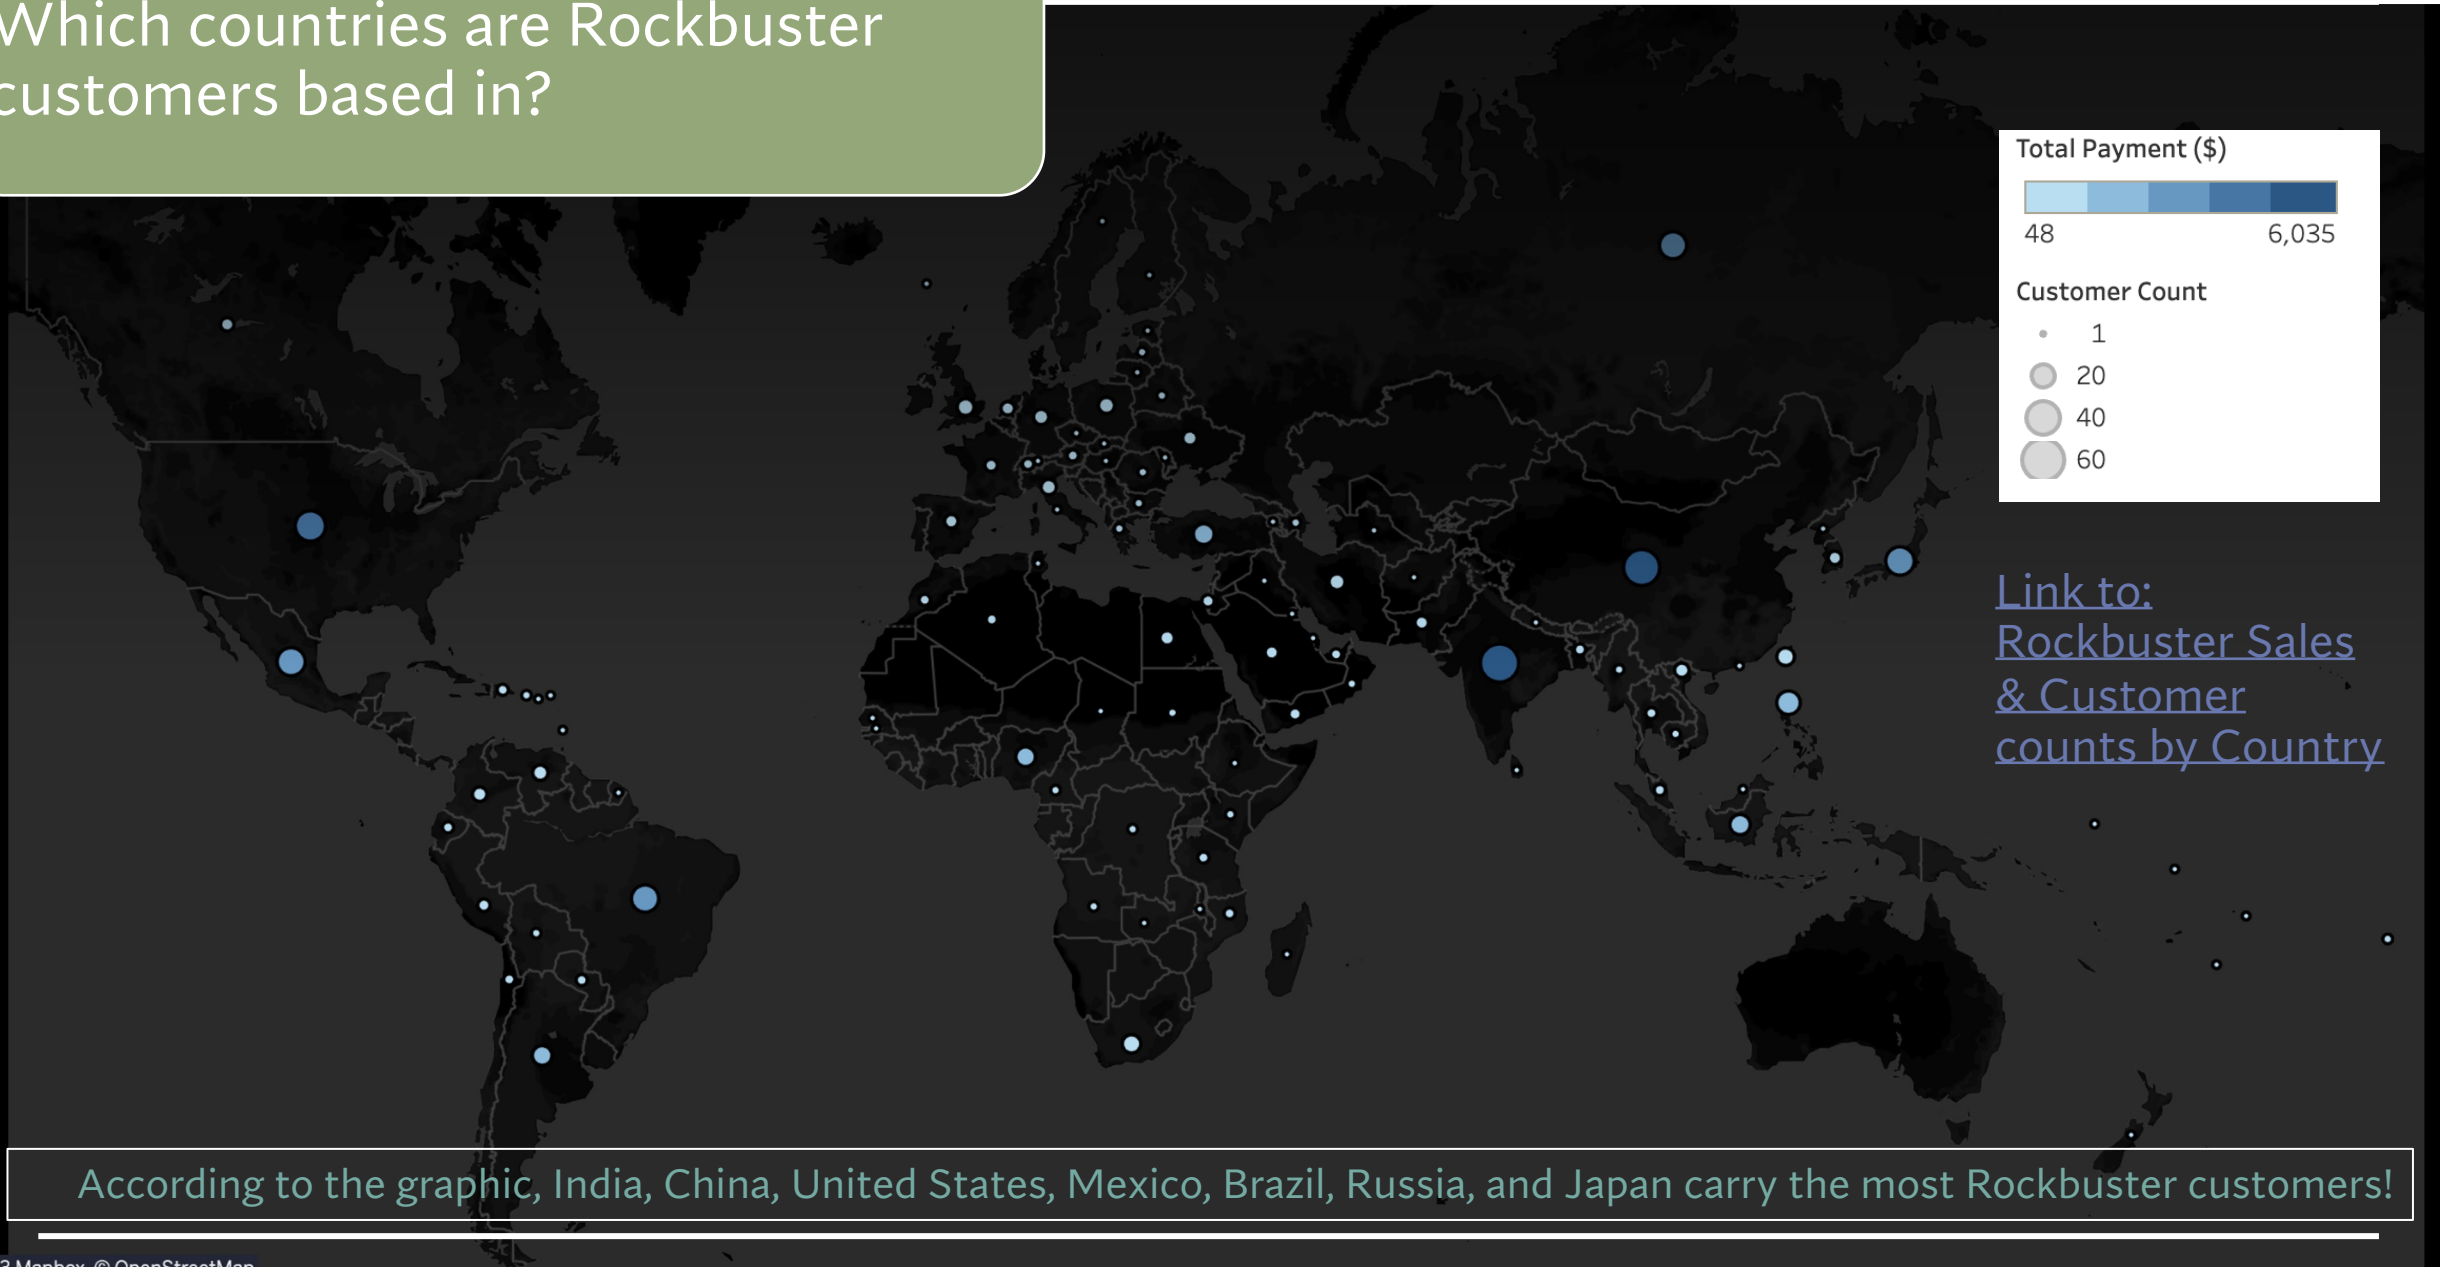 Which countries are Rockbuster
customers based in?
Total Payment ($)
48 6,035
Customer Count
1
20
40
60
Link to:
Rockbuster Sales
& Customer
counts by Country
According to the graphic, India, China, United States, Mexico, Brazil, Russia, and Japan carry the most Rockbuster customers!
3 Mapbox © OpenStreetMap